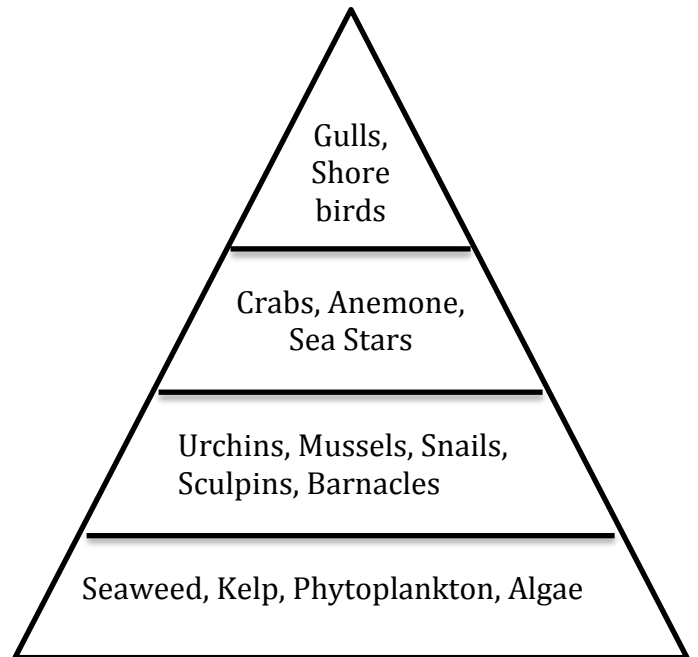 Gulls,
Shore
birds
Crabs, Anemone,
Sea Stars
Urchins, Mussels, Snails,
Sculpins, Barnacles
Seaweed, Kelp, Phytoplankton, Algae